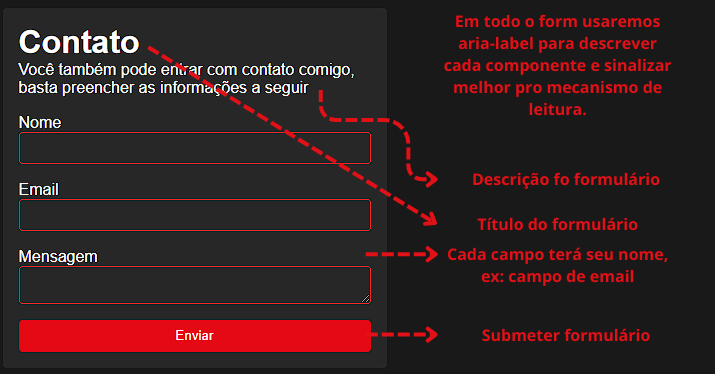 Contato
Você também pode entrar com contato comigo,
basta preencher as informações a seguir
Nome
Email
Mensagem
Enviar
Em todo o form usaremos
aria-label para descrever
cada componente e sinalizar
melhor pro mecanismo de
leitura.
Descrição fo formulário
Título do formulário
Cada campo terá seu nome,
ex: campo de email
Submeter formulário